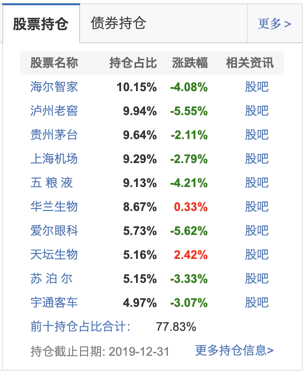 股票持仓 债券持仓 更多>
股票名称 持仓占比 涨跌幅 相关资讯
海尔智家 10.15% -4.08% 股吧
泸州老窖 9.94% -5.55% 股吧
贵州茅台 9.64% -2.11% 股吧
上海机场 9.29% -2.79% 股吧
五 粮 液 9.13% -4.21% 股吧
华兰生物 8.67% 0.33% 股吧
爱尔眼科 5.73% -5.62% 股吧
天坛生物 5.16% 2.42% 股吧
苏 泊 尔 5.15% -3.33% 股吧
宇通客车 4.97% -3.07% 股吧
前十持仓占比合计: 77.83%
持仓截止日期: 2019-12-31 更多持仓信息>